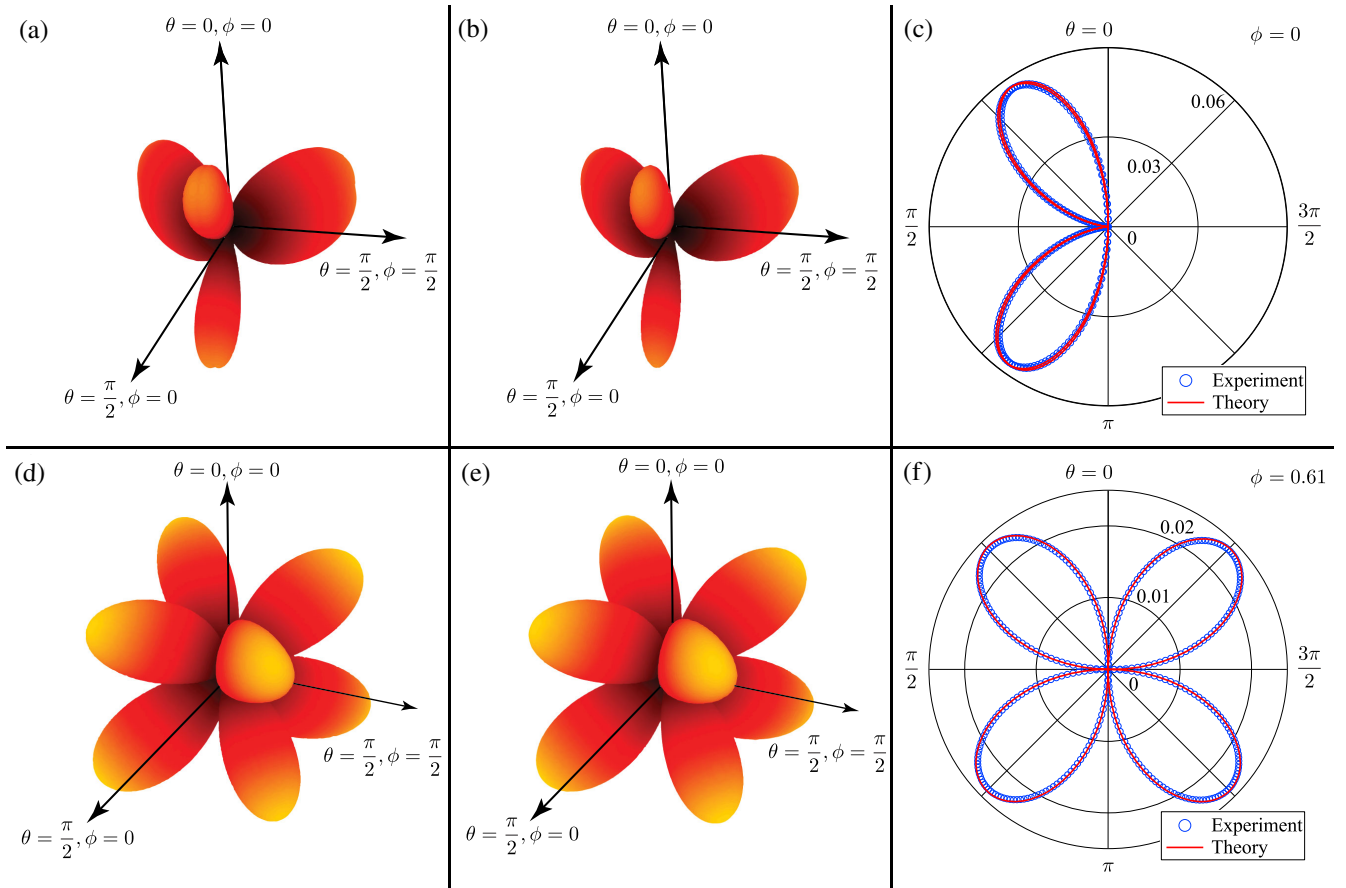 (a)
θ = 0, ϕ = 0
θ = π/2, ϕ = π/2
θ = π/2, ϕ = 0
(b)
θ = 0, ϕ = 0
θ = π/2, ϕ = π/2
θ = π/2, ϕ = 0
(c)
θ = 0
ϕ = 0
0.06
0.03
π/2
0
3π/2
Experiment
Theory
π
(d)
θ = 0, ϕ = 0
θ = π/2, ϕ = π/2
θ = π/2, ϕ = 0
(e)
θ = 0, ϕ = 0
θ = π/2, ϕ = π/2
θ = π/2, ϕ = 0
(f)
θ = 0
ϕ = 0.61
0.02
0.01
π/2
0
3π/2
Experiment
Theory
π